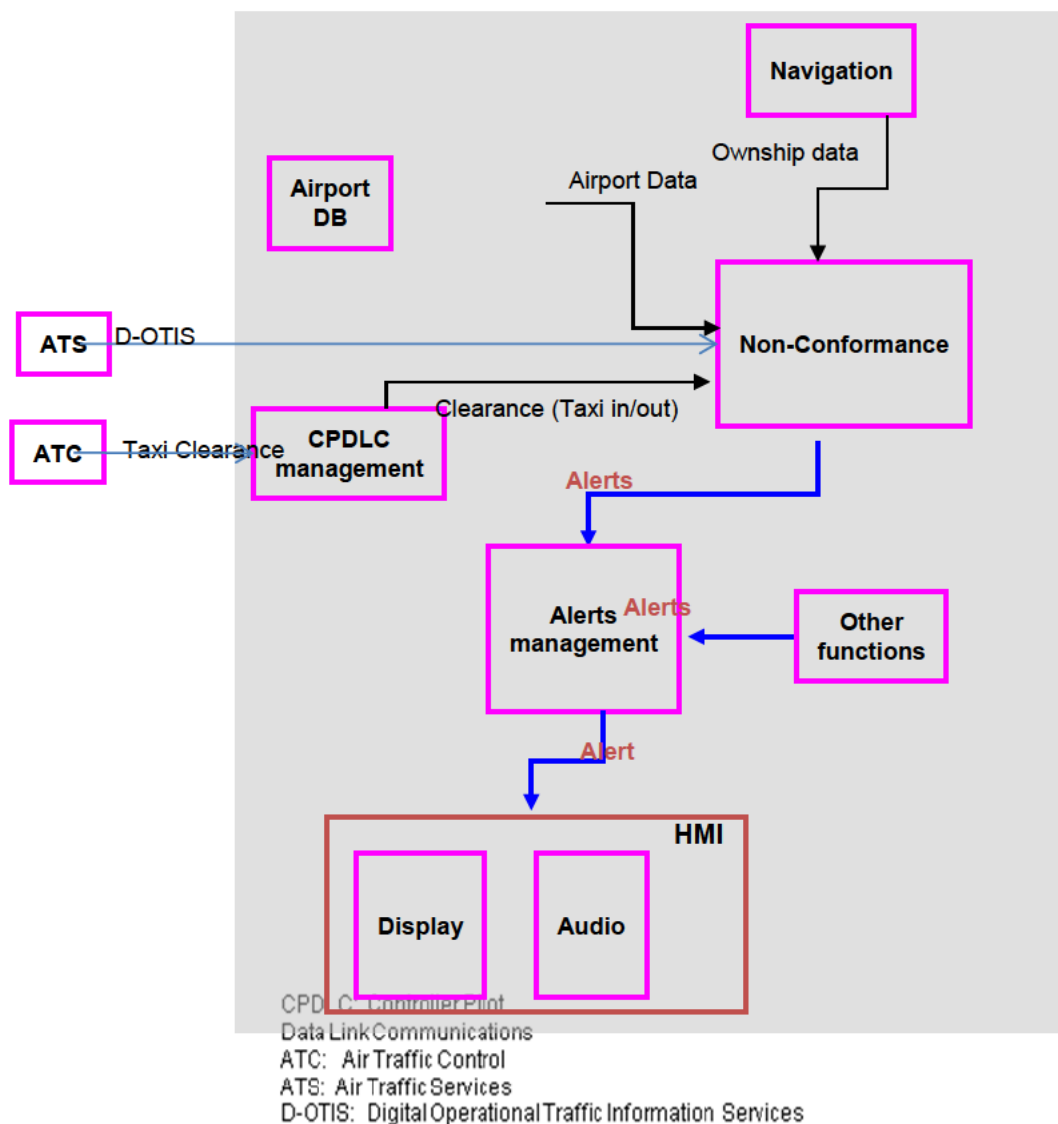 Navigation
Ownship data
Airport Data
Airport
DB
ATS
D-OTIS
Non-Conformance
Clearance (Taxi in/out)
ATC
Taxi Clearance
CPDLC
management
Alerts
Alerts
management
Alerts
Other
functions
Alert
HMI
Display
Audio
CPDLC: Controller Pilot
Data Link Communications
ATC: Air Traffic Control
ATS: Air Traffic Services
D-OTIS: Digital Operational Traffic Information Services